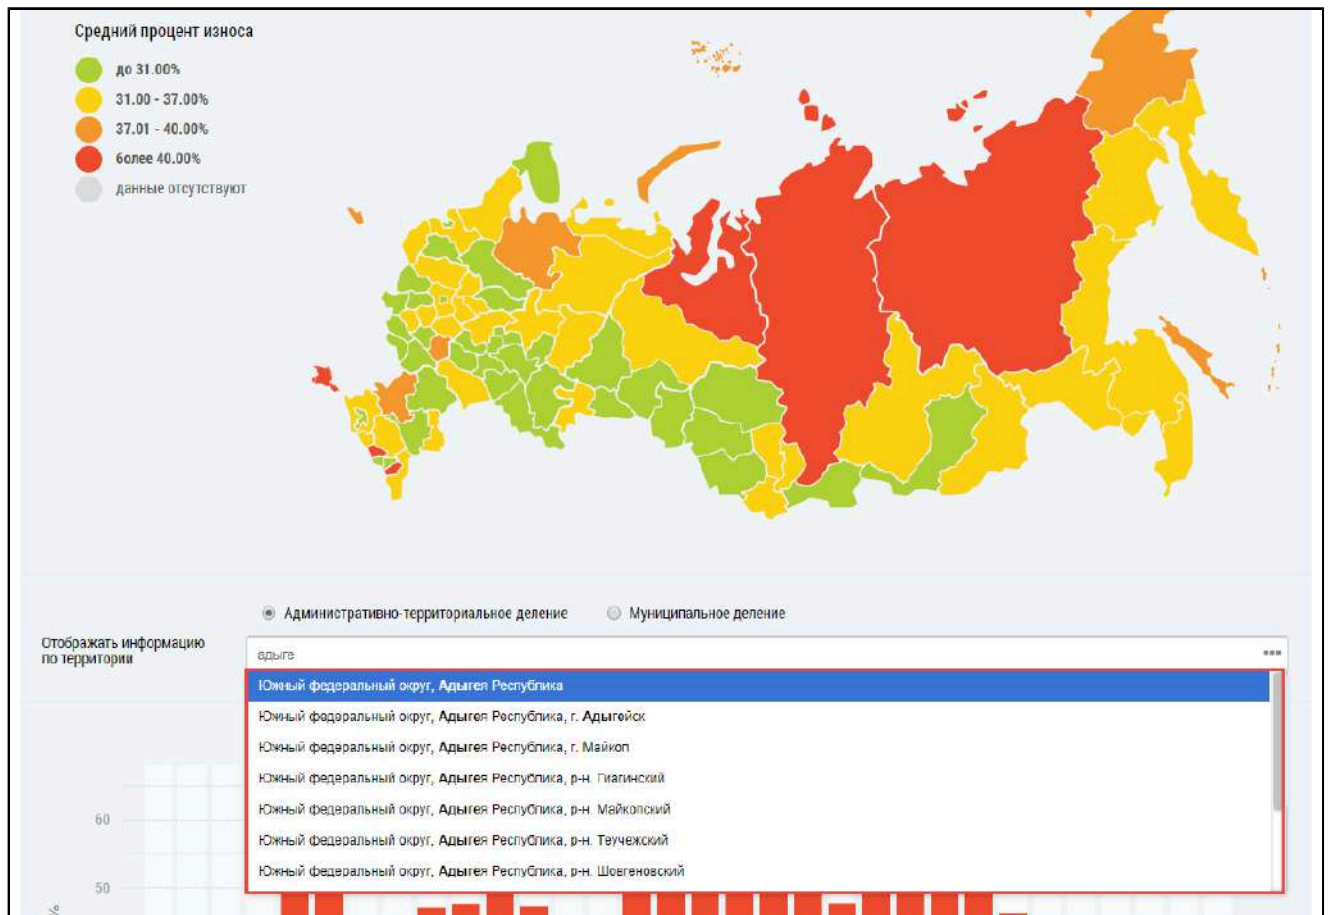 Средний процент износа
до 31.00%
31.00 - 37.00%
37.01 - 40.00%
более 40.00%
данные отсутствуют
Административно-территориальное деление
Муниципальное деление
Отображать информацию
по территории
адыге
Южный федеральный округ, Адыгея Республика
Южный федеральный округ, Адыгея Республика, г. Адыгейск
Южный федеральный округ, Адыгея Республика, г. Майкоп
Южный федеральный округ, Адыгея Республика, р-н. Гиагинский
Южный федеральный округ, Адыгея Республика, р-н. Майкопский
Южный федеральный округ, Адыгея Республика, р-н. Теучежский
Южный федеральный округ, Адыгея Республика, р-н. Шовгеновский
60
50
%